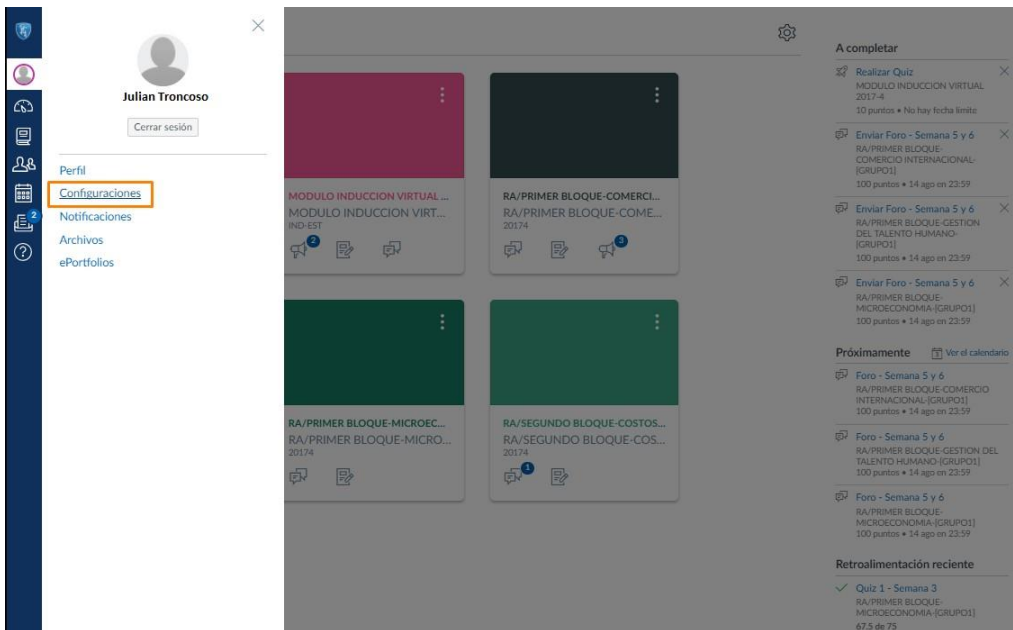 Julian Troncoso
Cerrar sesión
Perfil
Configuraciones
Notificaciones
Archivos
ePortfolios
2
MODULO INDUCCION VIRTUAL ...
MODULO INDUCCION VIRT...
IND-EST
2
RA/PRIMER BLOQUE-COMERCI...
RA/PRIMER BLOQUE-COME...
20174
3
RA/PRIMER BLOQUE-MICROEC...
RA/PRIMER BLOQUE-MICRO...
20174
RA/SEGUNDO BLOQUE-COSTOS...
RA/SEGUNDO BLOQUE-COS...
20174
1
A completar
Realizar Quiz
MODULO INDUCCION VIRTUAL
2017-4
10 puntos • No hay fecha límite
Enviar Foro - Semana 5 y 6
RA/PRIMER BLOQUE-
COMERCIO INTERNACIONAL-
[GRUPO1]
100 puntos • 14 ago en 23:59
Enviar Foro - Semana 5 y 6
RA/PRIMER BLOQUE-GESTION
DEL TALENTO HUMANO-
[GRUPO1]
100 puntos • 14 ago en 23:59
Enviar Foro - Semana 5 y 6
RA/PRIMER BLOQUE-
MICROECONOMIA-[GRUPO1]
100 puntos • 14 ago en 23:59
Próximamente
Ver el calendario
Foro - Semana 5 y 6
RA/PRIMER BLOQUE-COMERCIO
INTERNACIONAL-[GRUPO1]
100 puntos • 14 ago en 23:59
Foro - Semana 5 y 6
RA/PRIMER BLOQUE-GESTION DEL
TALENTO HUMANO-[GRUPO1]
100 puntos • 14 ago en 23:59
Foro - Semana 5 y 6
RA/PRIMER BLOQUE-
MICROECONOMIA-[GRUPO1]
100 puntos • 14 ago en 23:59
Retroalimentación reciente
Quiz 1 - Semana 3
RA/PRIMER BLOQUE-
MICROECONOMIA-[GRUPO1]
67.5 de 75